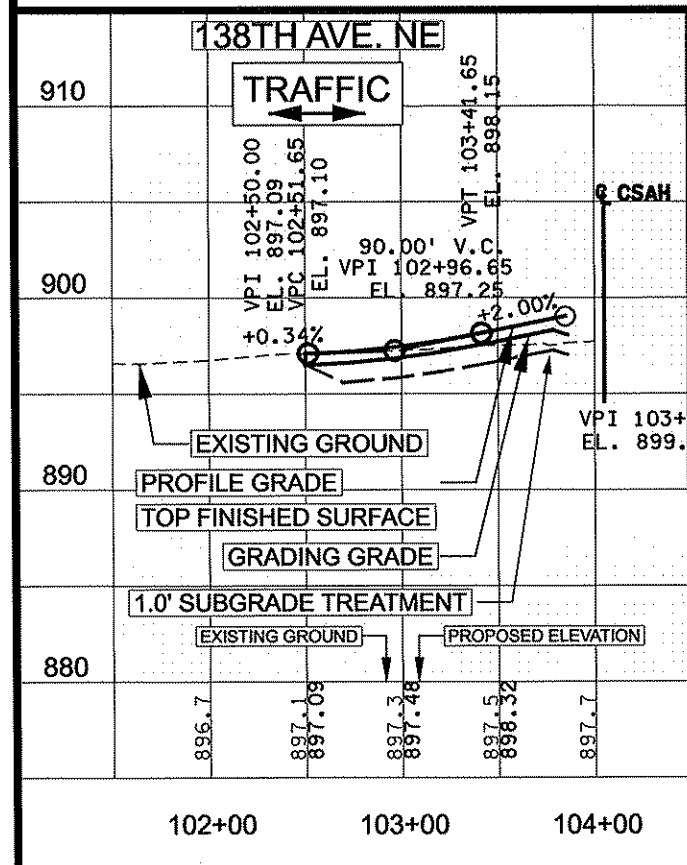 138TH AVE. NE
TRAFFIC
910
VPI 102+50.00
EL. 897.09
VPC 102+51.65
EL. 897.10
VPT 103+41.65
EL. 898.15
90.00' V.C.
VPI 102+96.65
EL. 897.25
CSAH
900
+0.34%
+2.00%
VPI 103+
EL. 899.
EXISTING GROUND
890
PROFILE GRADE
TOP FINISHED SURFACE
GRADING GRADE
1.0' SUBGRADE TREATMENT
EXISTING GROUND
PROPOSED ELEVATION
880
896.7
897.1
897.09
897.3
897.48
897.5
898.32
897.7
102+00
103+00
104+00